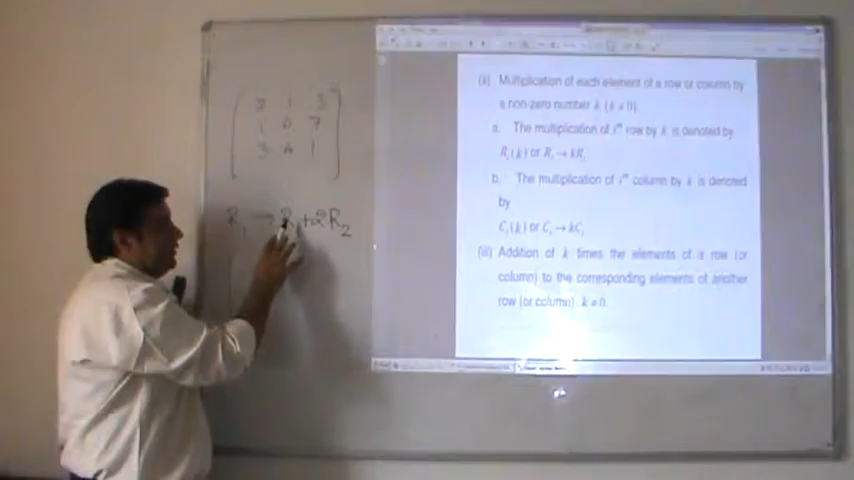 3 1 3
1 0 7
3 4 1
R₁ → R₁ + 2R₂
(ii) Multiplication of each element of a row or column by
a non-zero number k (k ≠ 0).
a. The multiplication of iᵗʰ row by k is denoted by
Rᵢ(k) or Rᵢ → kRᵢ
b. The multiplication of iᵗʰ column by k is denoted
by
Cᵢ(k) or Cᵢ → kCᵢ
(iii) Addition of k times the elements of a row (or
column) to the corresponding elements of another
row (or column), k ≠ 0.